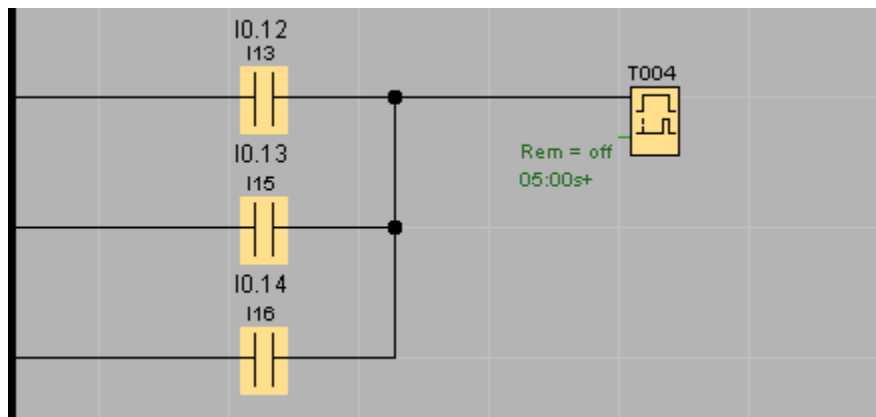 I0.12
I13
T004
I0.13
Rem = off
05:00s+
I15
I0.14
I16